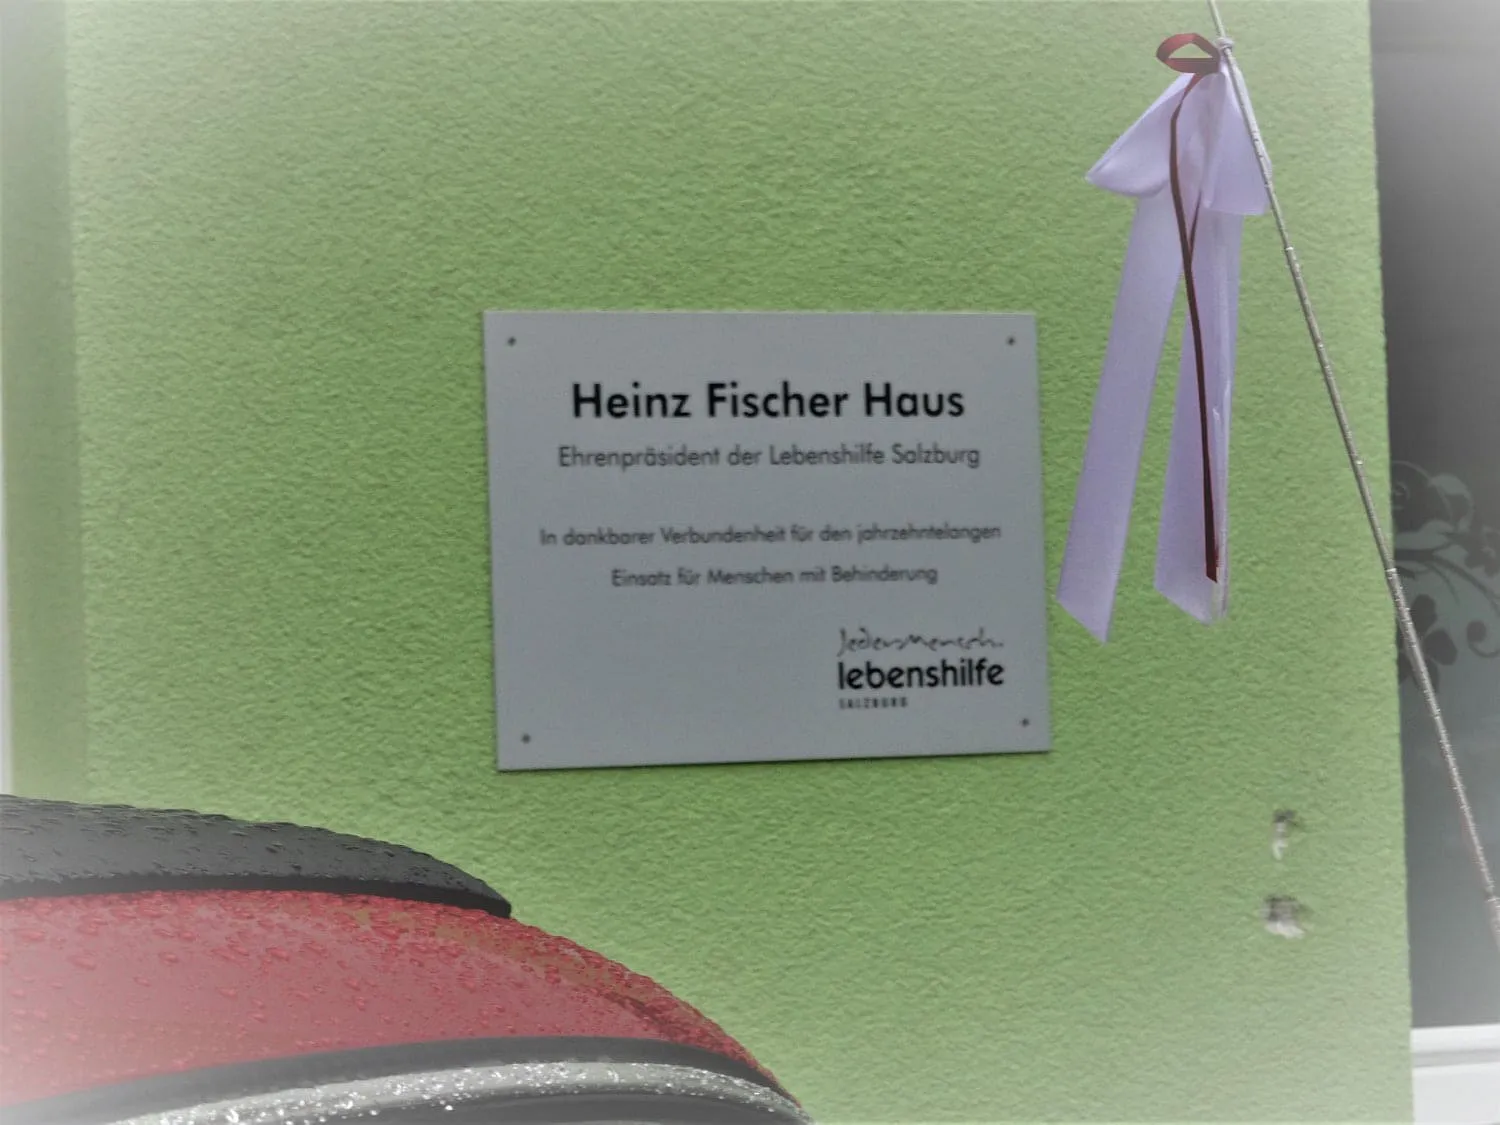 Heinz Fischer Haus
Ehrenpräsident der Lebenshilfe Salzburg
In dankbarer Verbundenheit für den jahrzehntelangen
Einsatz für Menschen mit Behinderung
Jedermensch.
lebenshilfe
SALZBURG